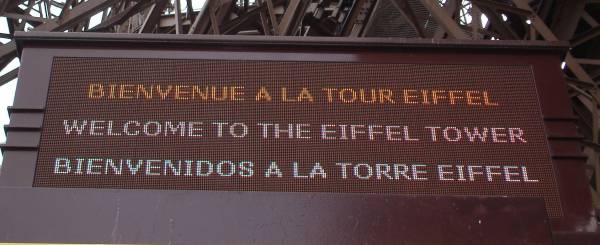 BIENVENUE A LA TOUR EIFFEL
WELCOME TO THE EIFFEL TOWER
BIENVENIDOS A LA TORRE EIFFEL